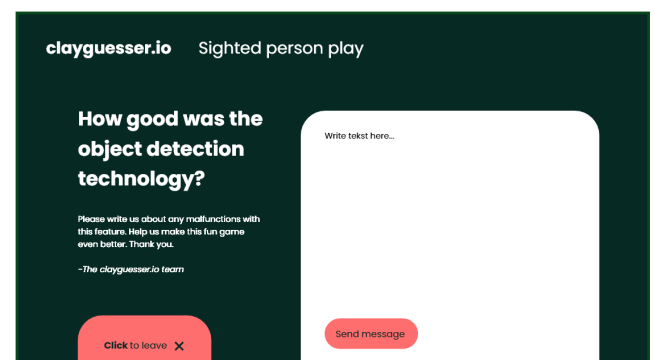 clayguesser.io Sighted person play
How good was the
object detection
technology?
Please write us about any malfunctions with
this feature. Help us make this fun game
even better. Thank you.
-The clayguesser.io team
Click to leave ✕
Write tekst here...
Send message